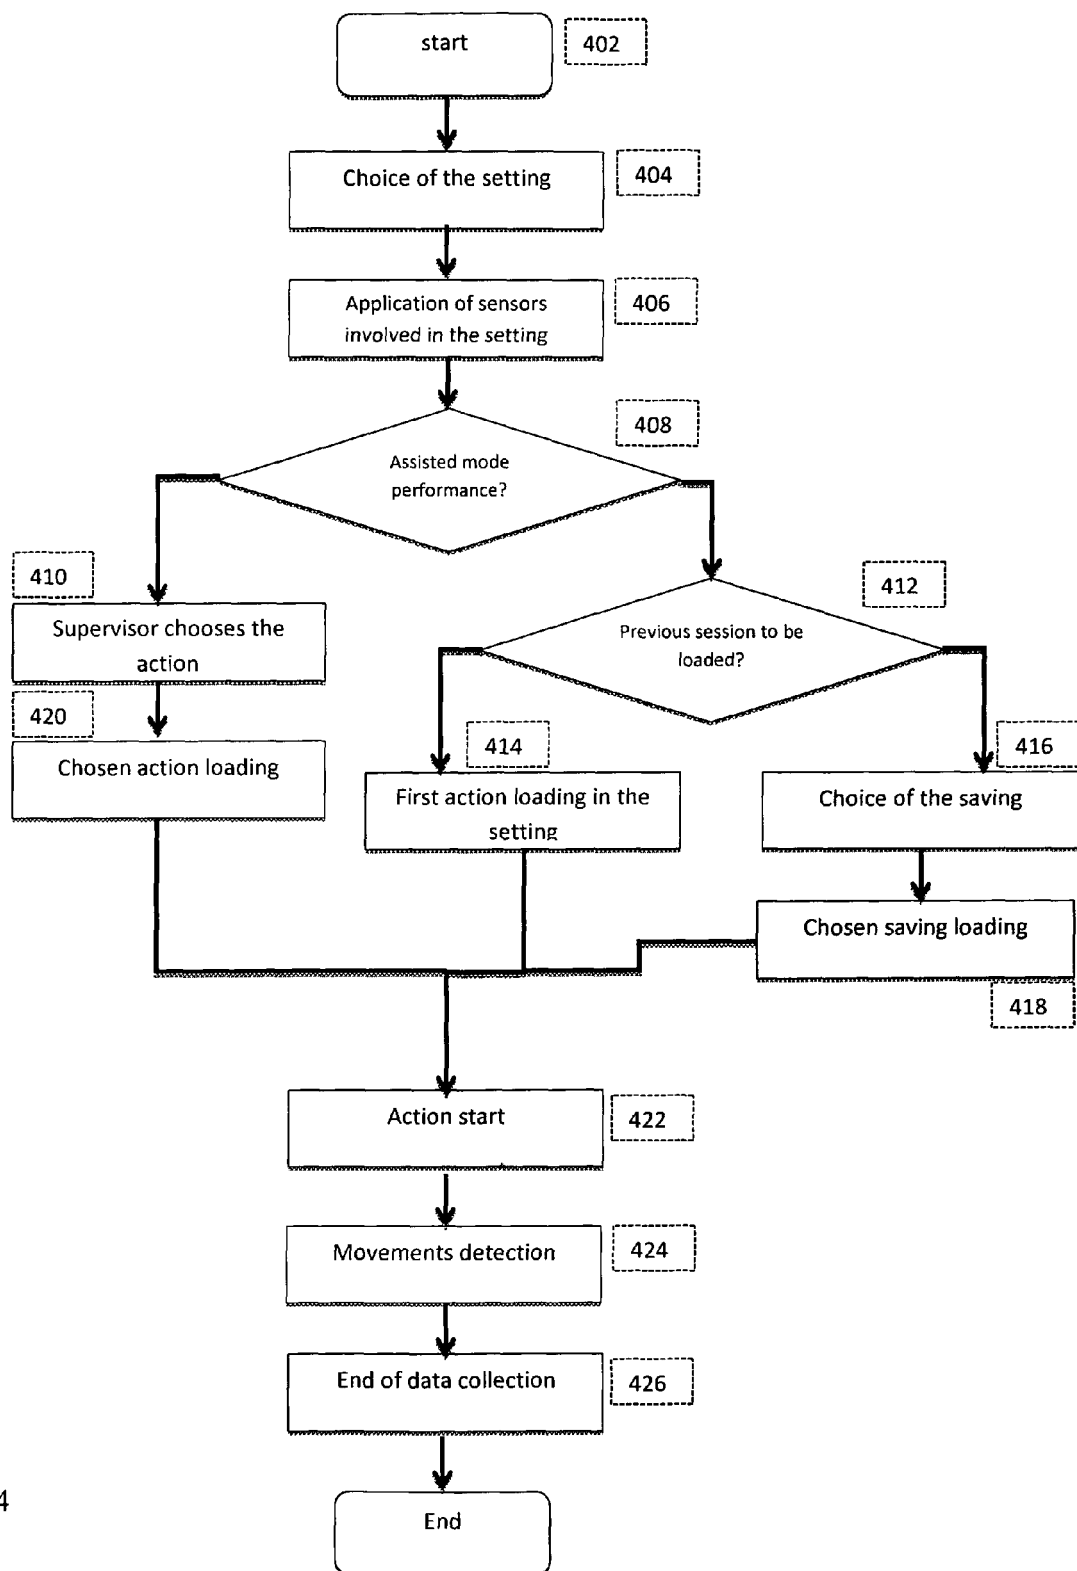 start
402
Choice of the setting
404
Application of sensors
involved in the setting
406
Assisted mode
performance?
408
410
Supervisor chooses the
action
412
Previous session to be
loaded?
420
Chosen action loading
414
First action loading in the
setting
416
Choice of the saving
Chosen saving loading
418
Action start
422
Movements detection
424
End of data collection
426
End
4